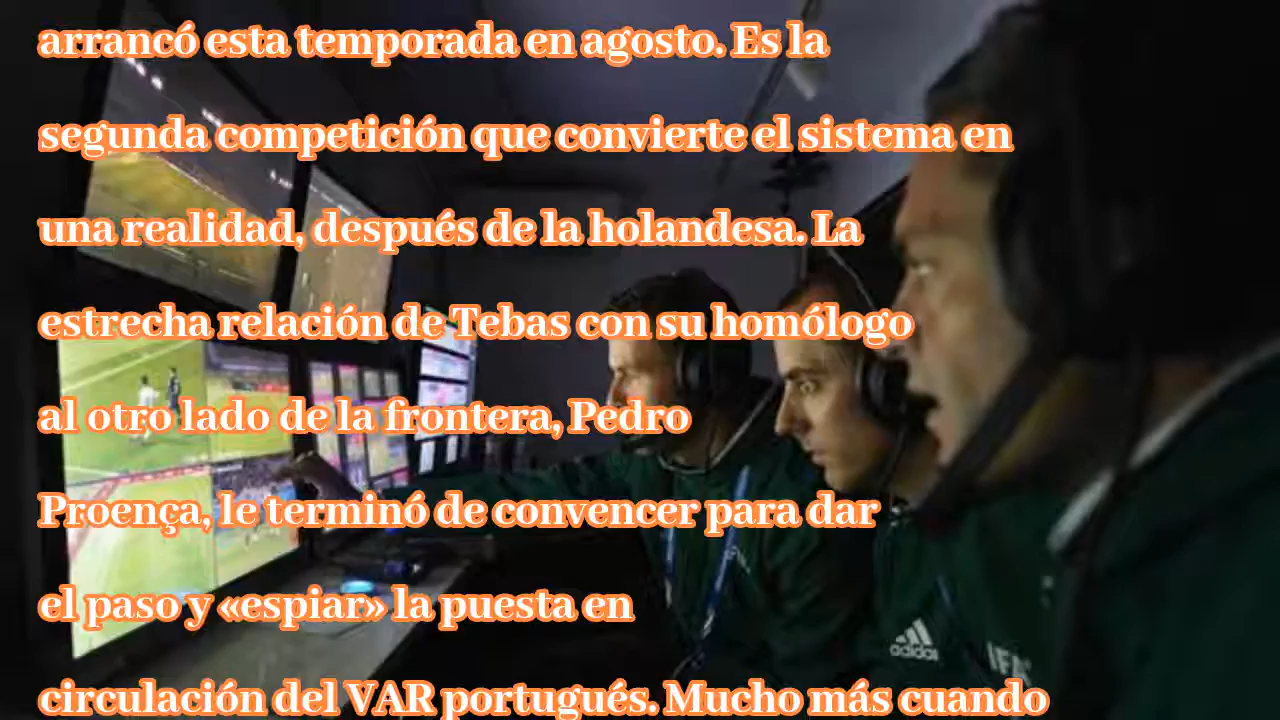 arrancó esta temporada en agosto. Es la
segunda competición que convierte el sistema en
una realidad, después de la holandesa. La
estrecha relación de Tebas con su homólogo
al otro lado de la frontera, Pedro
Proença, le terminó de convencer para dar
el paso y «espiar» la puesta en
circulación del VAR portugués. Mucho más cuando
adidas
FIFA